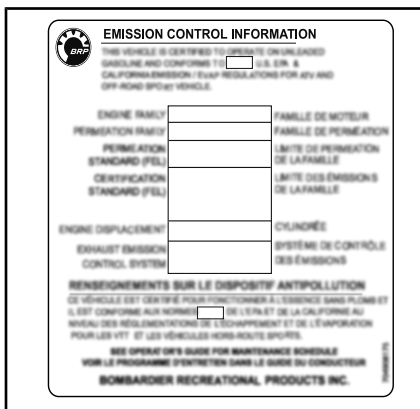 BRP
EMISSION CONTROL INFORMATION
THIS VEHICLE IS CERTIFIED TO OPERATE ON UNLEADED
GASOLINE AND CONFORMS TO U.S. EPA &
CALIFORNIA EMISSION / EVAP REGULATIONS FOR ATV AND
OFF-ROAD SPORT VEHICLE.
ENGINE FAMILY FAMILLE DE MOTEUR
PERMEATION FAMILY FAMILLE DE PERMÉATION
PERMEATION LIMITE DE PERMEATION
STANDARD (FEL) DE LA FAMILLE
CERTIFICATION LIMITE DES ÉMISSIONS
STANDARD (FEL) DE LA FAMILLE
ENGINE DISPLACEMENT CYLINDRÉE
EXHAUST EMISSION SYSTÈME DE CONTRÔLE
CONTROL SYSTEM DES ÉMISSIONS
RENSEIGNEMENTS SUR LE DISPOSITIF ANTIPOLLUTION
CE VÉHICULE EST CERTIFIÉ POUR FONCTIONNER À L'ESSENCE SANS PLOMB ET
IL EST CONFORME AUX NORMES DE L'EPA ET DE LA CALIFORNIE AU
NIVEAU DES RÉGLEMENTATIONS DE L'ÉCHAPPEMENT ET DE L'ÉVAPORATION
POUR LES VTT ET LES VÉHICULES HORS-ROUTE SPORTS.
SEE OPERATOR'S GUIDE FOR MAINTENANCE SCHEDULE
VOIR LE PROGRAMME D'ENTRETIEN DANS LE GUIDE DU CONDUCTEUR
BOMBARDIER RECREATIONAL PRODUCTS INC.